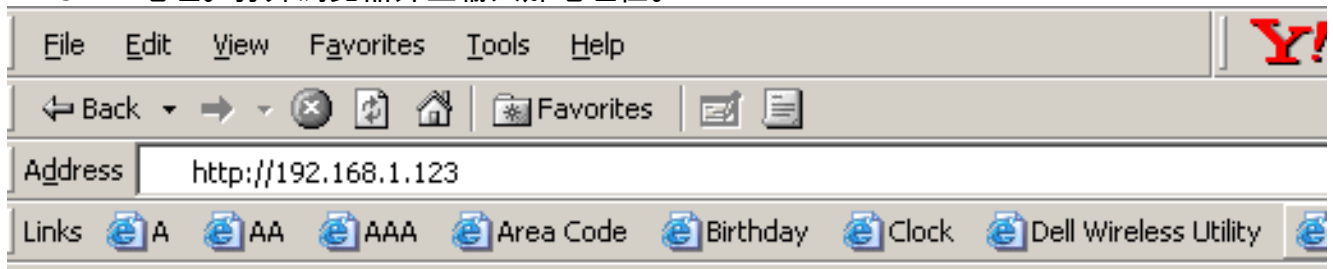 File Edit View Favorites Tools Help Y!
Back Favorites
Address http://192.168.1.123
Links A AA AAA Area Code Birthday Clock Dell Wireless Utility